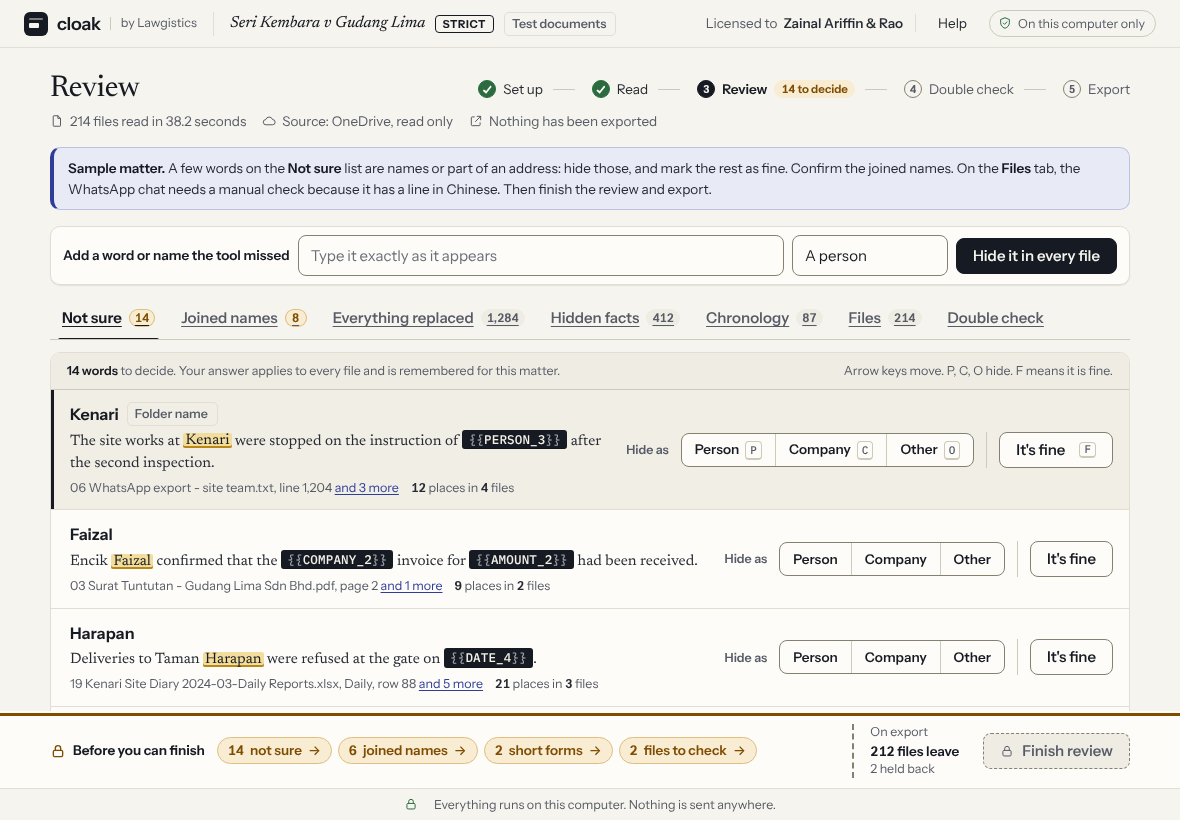 cloak by Lawgistics Seri Kembara v Gudang Lima STRICT Test documents Licensed to Zainal Ariffin & Rao Help On this computer only
Review
Set up Read 3 Review 14 to decide 4 Double check 5 Export
214 files read in 38.2 seconds Source: OneDrive, read only Nothing has been exported
Sample matter. A few words on the Not sure list are names or part of an address: hide those, and mark the rest as fine. Confirm the joined names. On the Files tab, the
WhatsApp chat needs a manual check because it has a line in Chinese. Then finish the review and export.
Add a word or name the tool missed Type it exactly as it appears A person Hide it in every file
Not sure 14 Joined names 8 Everything replaced 1,284 Hidden facts 412 Chronology 87 Files 214 Double check
14 words to decide. Your answer applies to every file and is remembered for this matter. Arrow keys move. P, C, O hide. F means it is fine.
Kenari Folder name
The site works at Kenari were stopped on the instruction of {{PERSON_3}} after
the second inspection.
Hide as Person P Company C Other O It's fine F
06 WhatsApp export - site team.txt, line 1,204 and 3 more 12 places in 4 files
Faizal
Encik Faizal confirmed that the {{COMPANY_2}} invoice for {{AMOUNT_2}} had been received.
Hide as Person Company Other It's fine
03 Surat Tuntutan - Gudang Lima Sdn Bhd.pdf, page 2 and 1 more 9 places in 2 files
Harapan
Deliveries to Taman Harapan were refused at the gate on {{DATE_4}}.
Hide as Person Company Other It's fine
19 Kenari Site Diary 2024-03-Daily Reports.xlsx, Daily, row 88 and 5 more 21 places in 3 files
Before you can finish 14 not sure → 6 joined names → 2 short forms → 2 files to check →
On export
212 files leave
2 held back
Finish review
Everything runs on this computer. Nothing is sent anywhere.